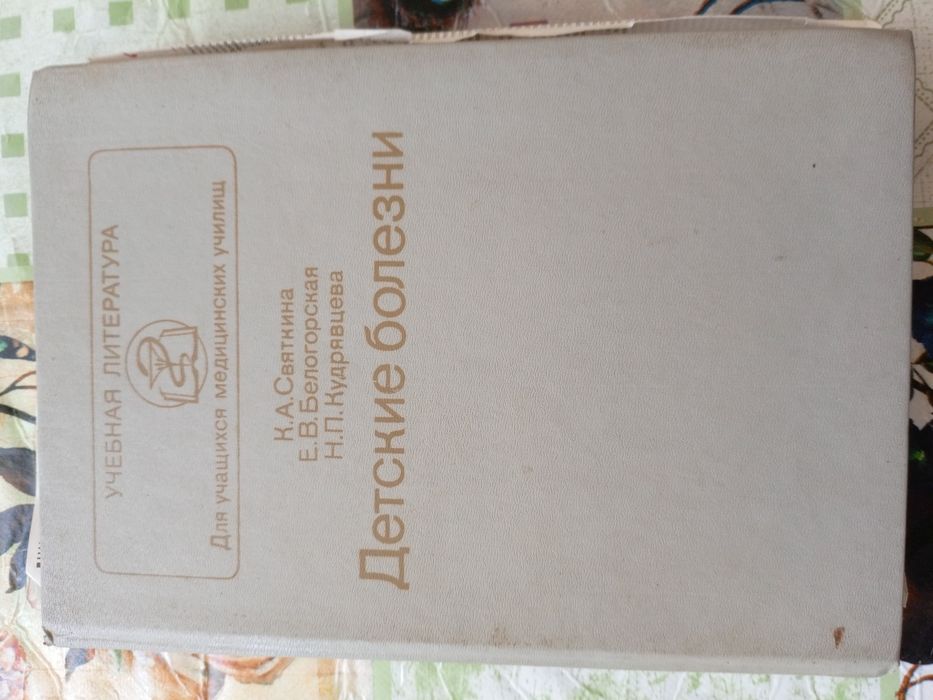 УЧЕБНАЯ ЛИТЕРАТУРА
Для учащихся медицинских училищ
К.А.Святкина
Е.В.Белогорская
Н.П.Кудрявцева
Детские болезни